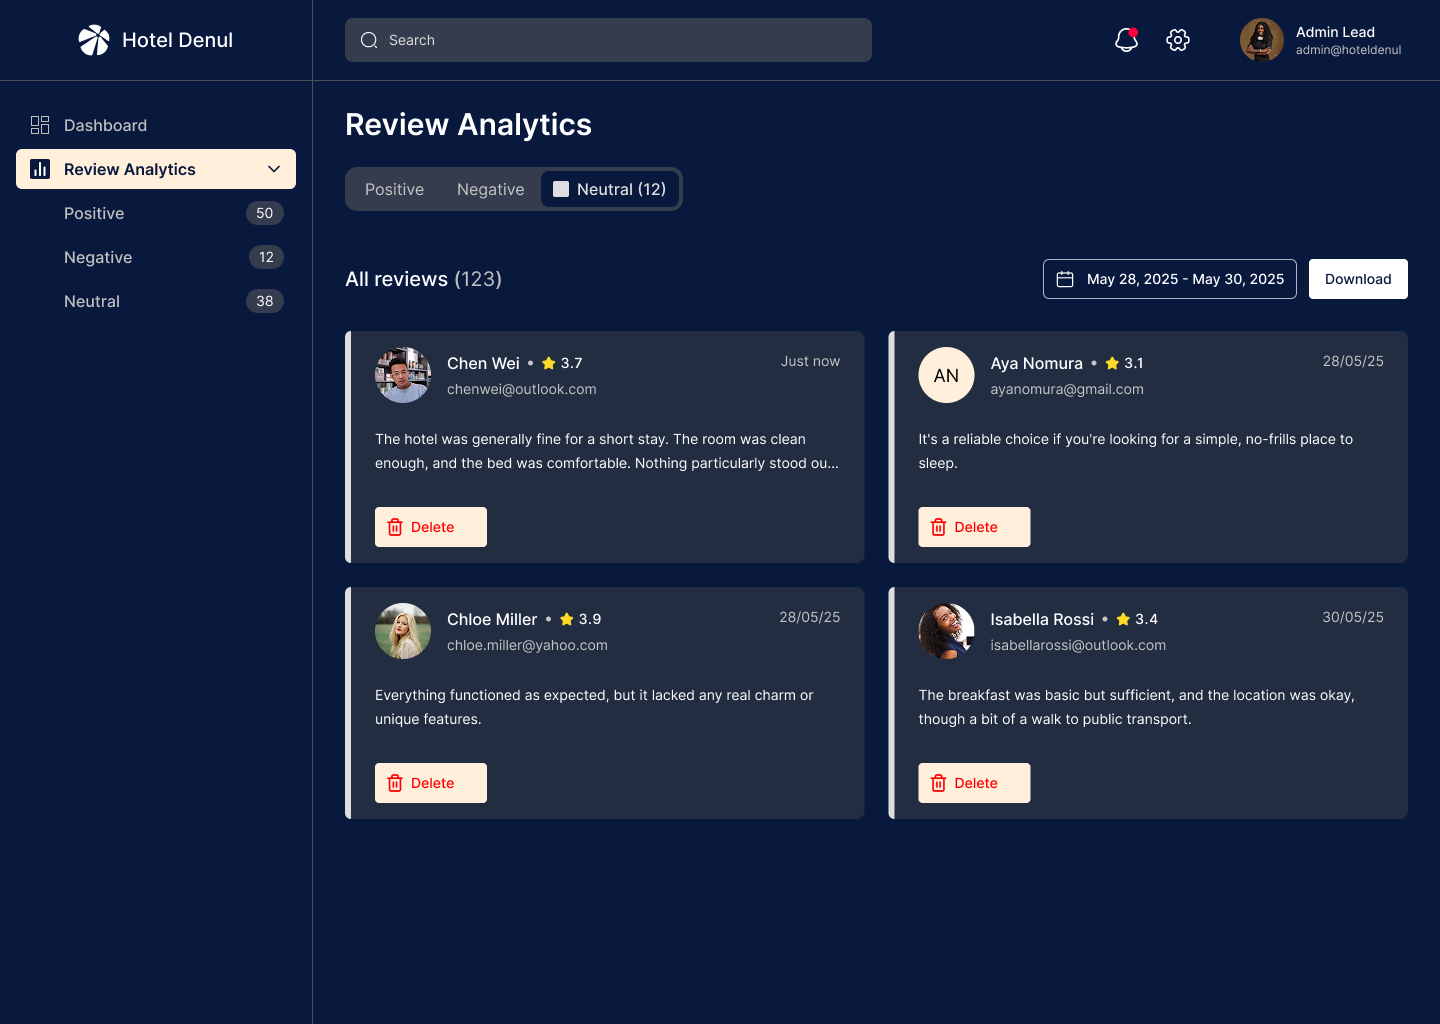 Hotel Denul
Search
Admin Lead
admin@hoteldenul
Dashboard
Review Analytics
Positive 50
Negative 12
Neutral 38
Review Analytics
Positive Negative Neutral (12)
All reviews (123)
May 28, 2025 - May 30, 2025 Download
Chen Wei • 3.7 Just now
chenwei@outlook.com
The hotel was generally fine for a short stay. The room was clean
enough, and the bed was comfortable. Nothing particularly stood ou...
Delete
AN
Aya Nomura • 3.1 28/05/25
ayanomura@gmail.com
It's a reliable choice if you're looking for a simple, no-frills place to
sleep.
Delete
Chloe Miller • 3.9 28/05/25
chloe.miller@yahoo.com
Everything functioned as expected, but it lacked any real charm or
unique features.
Delete
Isabella Rossi • 3.4 30/05/25
isabellarossi@outlook.com
The breakfast was basic but sufficient, and the location was okay,
though a bit of a walk to public transport.
Delete